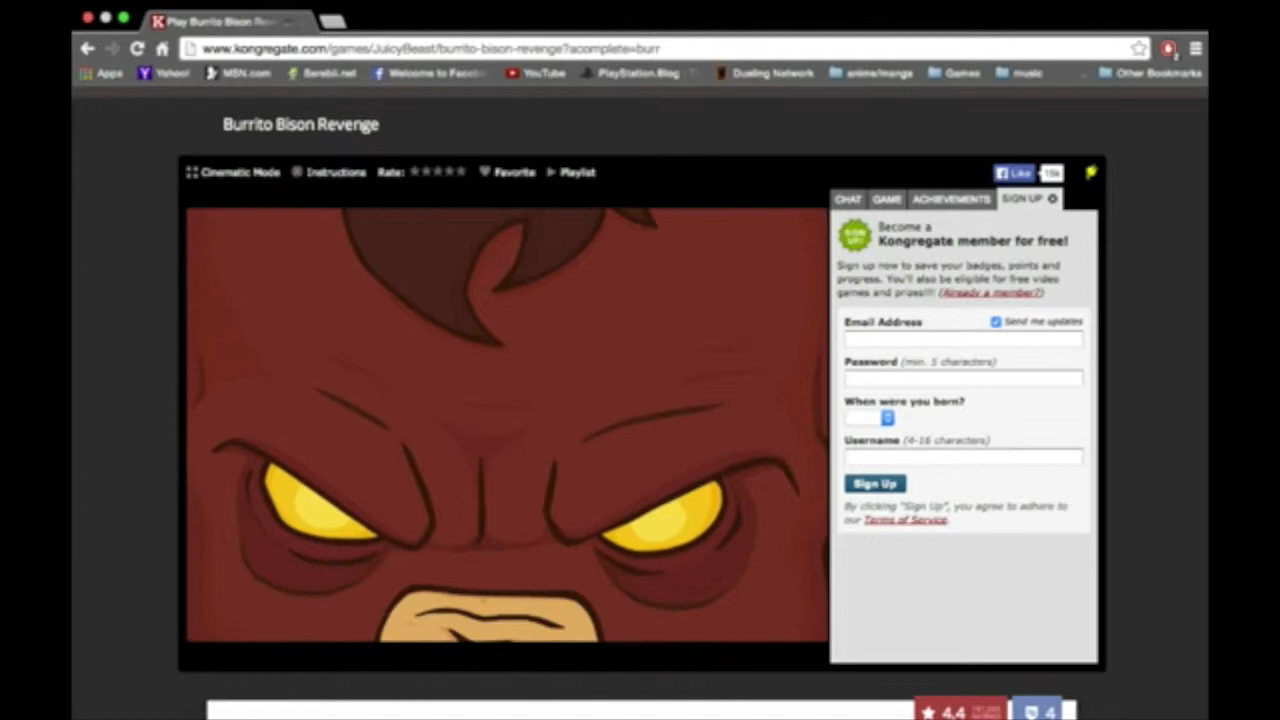 Play Burrito Bison Reve
www.kongregate.com/games/JuicyBeast/burrito-bison-revenge?acomplete=burr
Apps Yahoo! MSN.com Serebii.net Welcome to Faceb YouTube PlayStation.Blog Dueling Network anime/manga Games music Other Bookmarks
Burrito Bison Revenge
Cinematic Mode Instructions Rate: Favorite Playlist Like
CHAT GAME ACHIEVEMENTS SIGN UP
SIGN UP!
Become a
Kongregate member for free!
Sign up now to save your badges, points and
progress. You'll also be eligible for free video
games and prizes!!! (Already a member?)
Email Address Send me updates
Password (min. 5 characters)
When were you born?
Username (4-16 characters)
Sign Up
By clicking "Sign Up", you agree to adhere to
our Terms of Service.
4.4 4